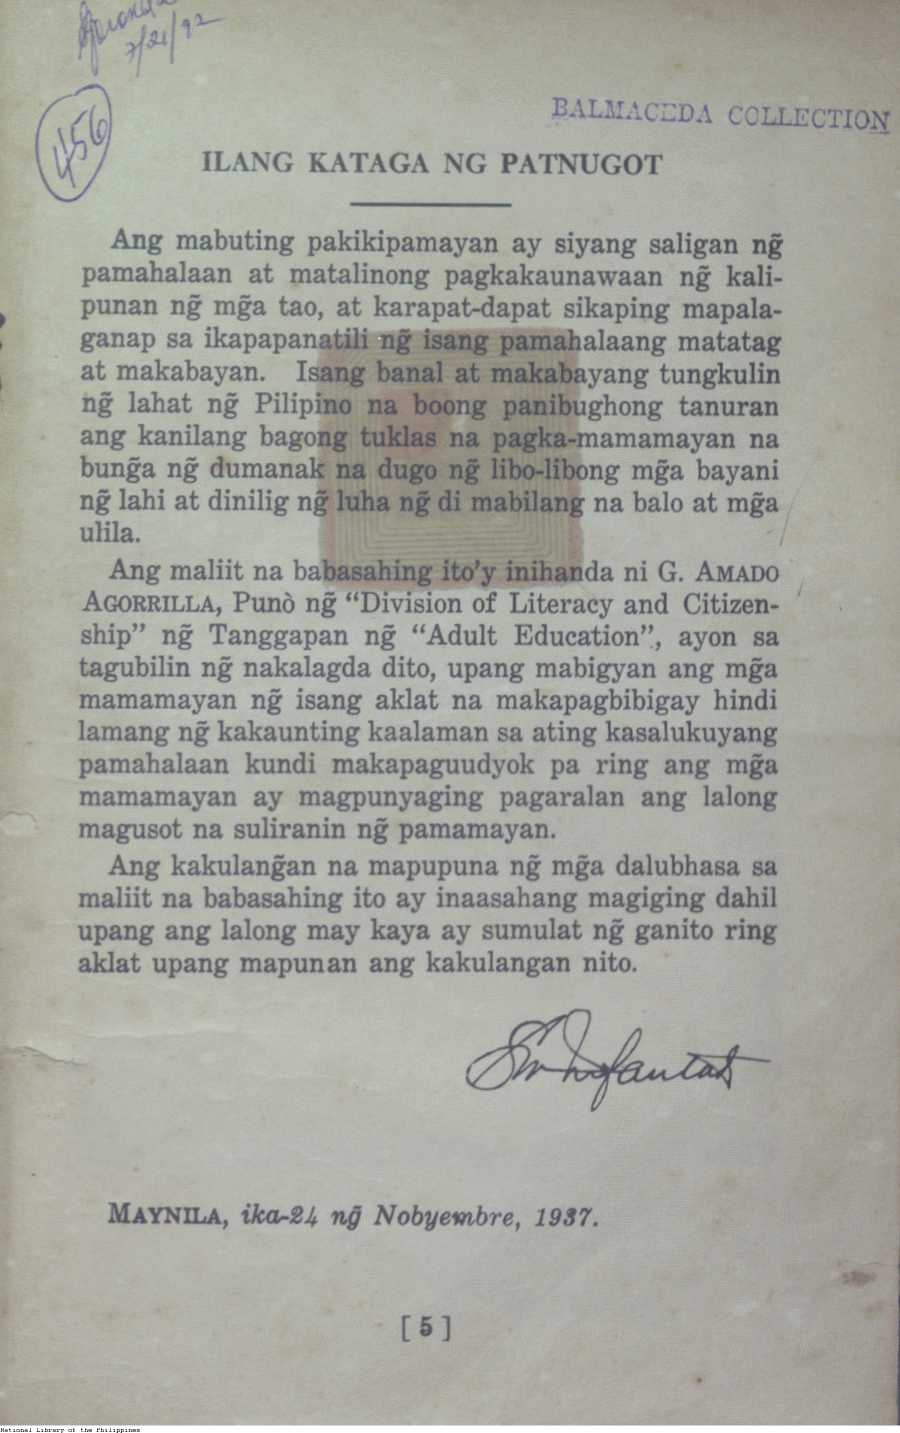 7/21/92
456
BALMACEDA COLLECTION
ILANG KATAGA NG PATNUGOT
Ang mabuting pakikipamayan ay siyang saligan ng̃
pamahalaan at matalinong pagkakaunawaan ng̃ kali-
punan ng̃ mg̃a tao, at karapat-dapat sikaping mapala-
ganap sa ikapapanatili ng̃ isang pamahalaang matatag
at makabayan. Isang banal at makabayang tungkulin
ng̃ lahat ng̃ Pilipino na boong panibughong tanuran
ang kanilang bagong tuklas na pagka-mamamayan na
bung̃a ng̃ dumanak na dugo ng̃ libo-libong mg̃a bayani
ng̃ lahi at dinilig ng̃ luha ng̃ di mabilang na balo at mg̃a
ulila.
Ang maliit na babasahing ito'y inihanda ni G. AMADO
AGORRILLA, Punò ng̃ "Division of Literacy and Citizen-
ship" ng̃ Tanggapan ng̃ "Adult Education", ayon sa
tagubilin ng̃ nakalagda dito, upang mabigyan ang mg̃a
mamamayan ng̃ isang aklat na makapagbibigay hindi
lamang ng̃ kakaunting kaalaman sa ating kasalukuyang
pamahalaan kundi makapaguudyok pa ring ang mg̃a
mamamayan ay magpunyaging pagaralan ang lalong
magusot na suliranin ng̃ pamamayan.
Ang kakulang̃an na mapupuna ng̃ mg̃a dalubhasa sa
maliit na babasahing ito ay inaasahang magiging dahil
upang ang lalong may kaya ay sumulat ng̃ ganito ring
aklat upang mapunan ang kakulangan nito.
MAYNILA, ika-24 ng̃ Nobyembre, 1937.
[ 5 ]
National Library of the Philippines